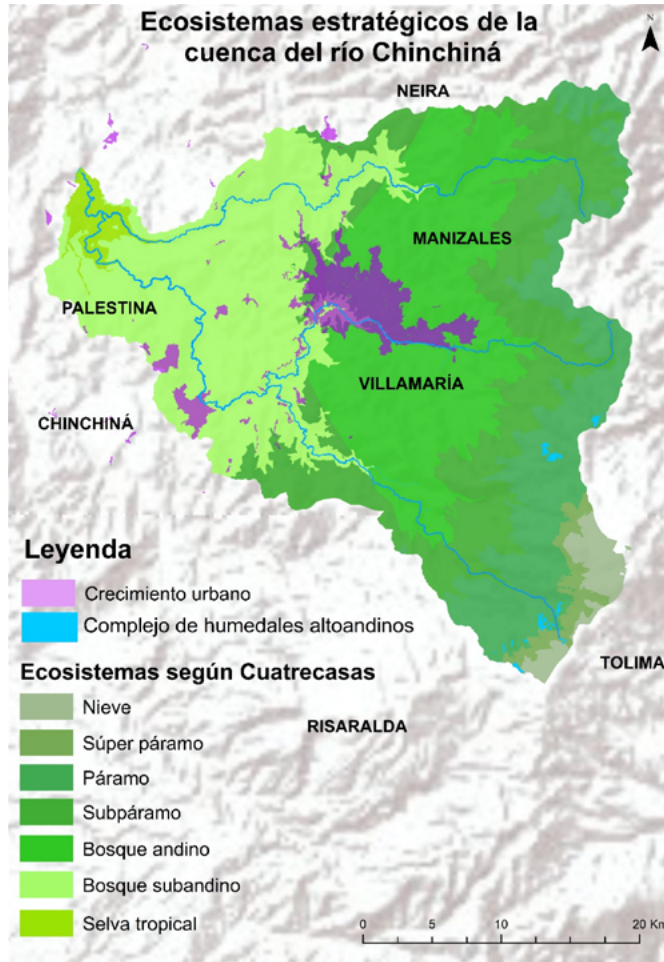 Ecosistemas estratégicos de la
cuenca del río Chinchiná
N
NEIRA
MANIZALES
PALESTINA
VILLAMARÍA
CHINCHINÁ
Leyenda
Crecimiento urbano
Complejo de humedales altoandinos
TOLIMA
Ecosistemas según Cuatrecasas
Nieve
RISARALDA
Súper páramo
Páramo
Subpáramo
Bosque andino
Bosque subandino
Selva tropical
0 5 10 20 Km